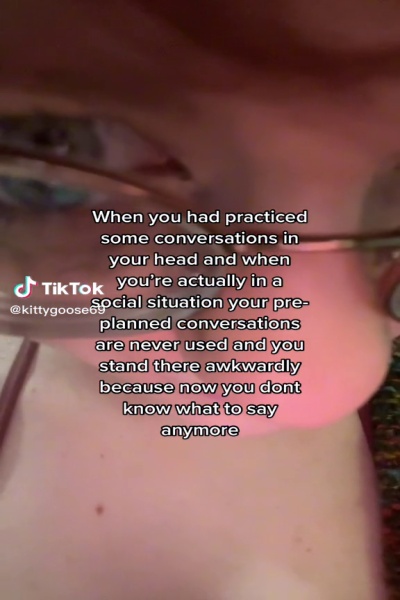 When you had practiced
some conversations in
your head and when
you're actually in a
social situation your pre-
planned conversations
are never used and you
stand there awkwardly
because now you dont
know what to say
anymore
TikTok
@kittygoose69